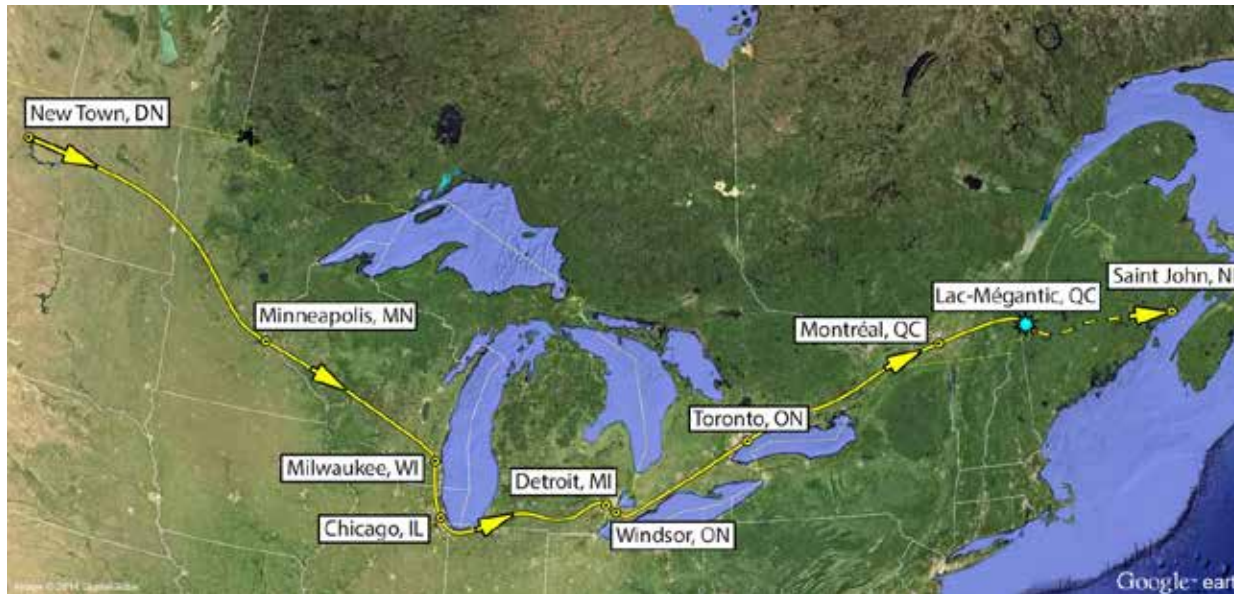 New Town, DN
Minneapolis, MN
Milwaukee, WI
Chicago, IL
Detroit, MI
Windsor, ON
Toronto, ON
Montréal, QC
Lac-Mégantic, QC
Saint John, N
Google earth